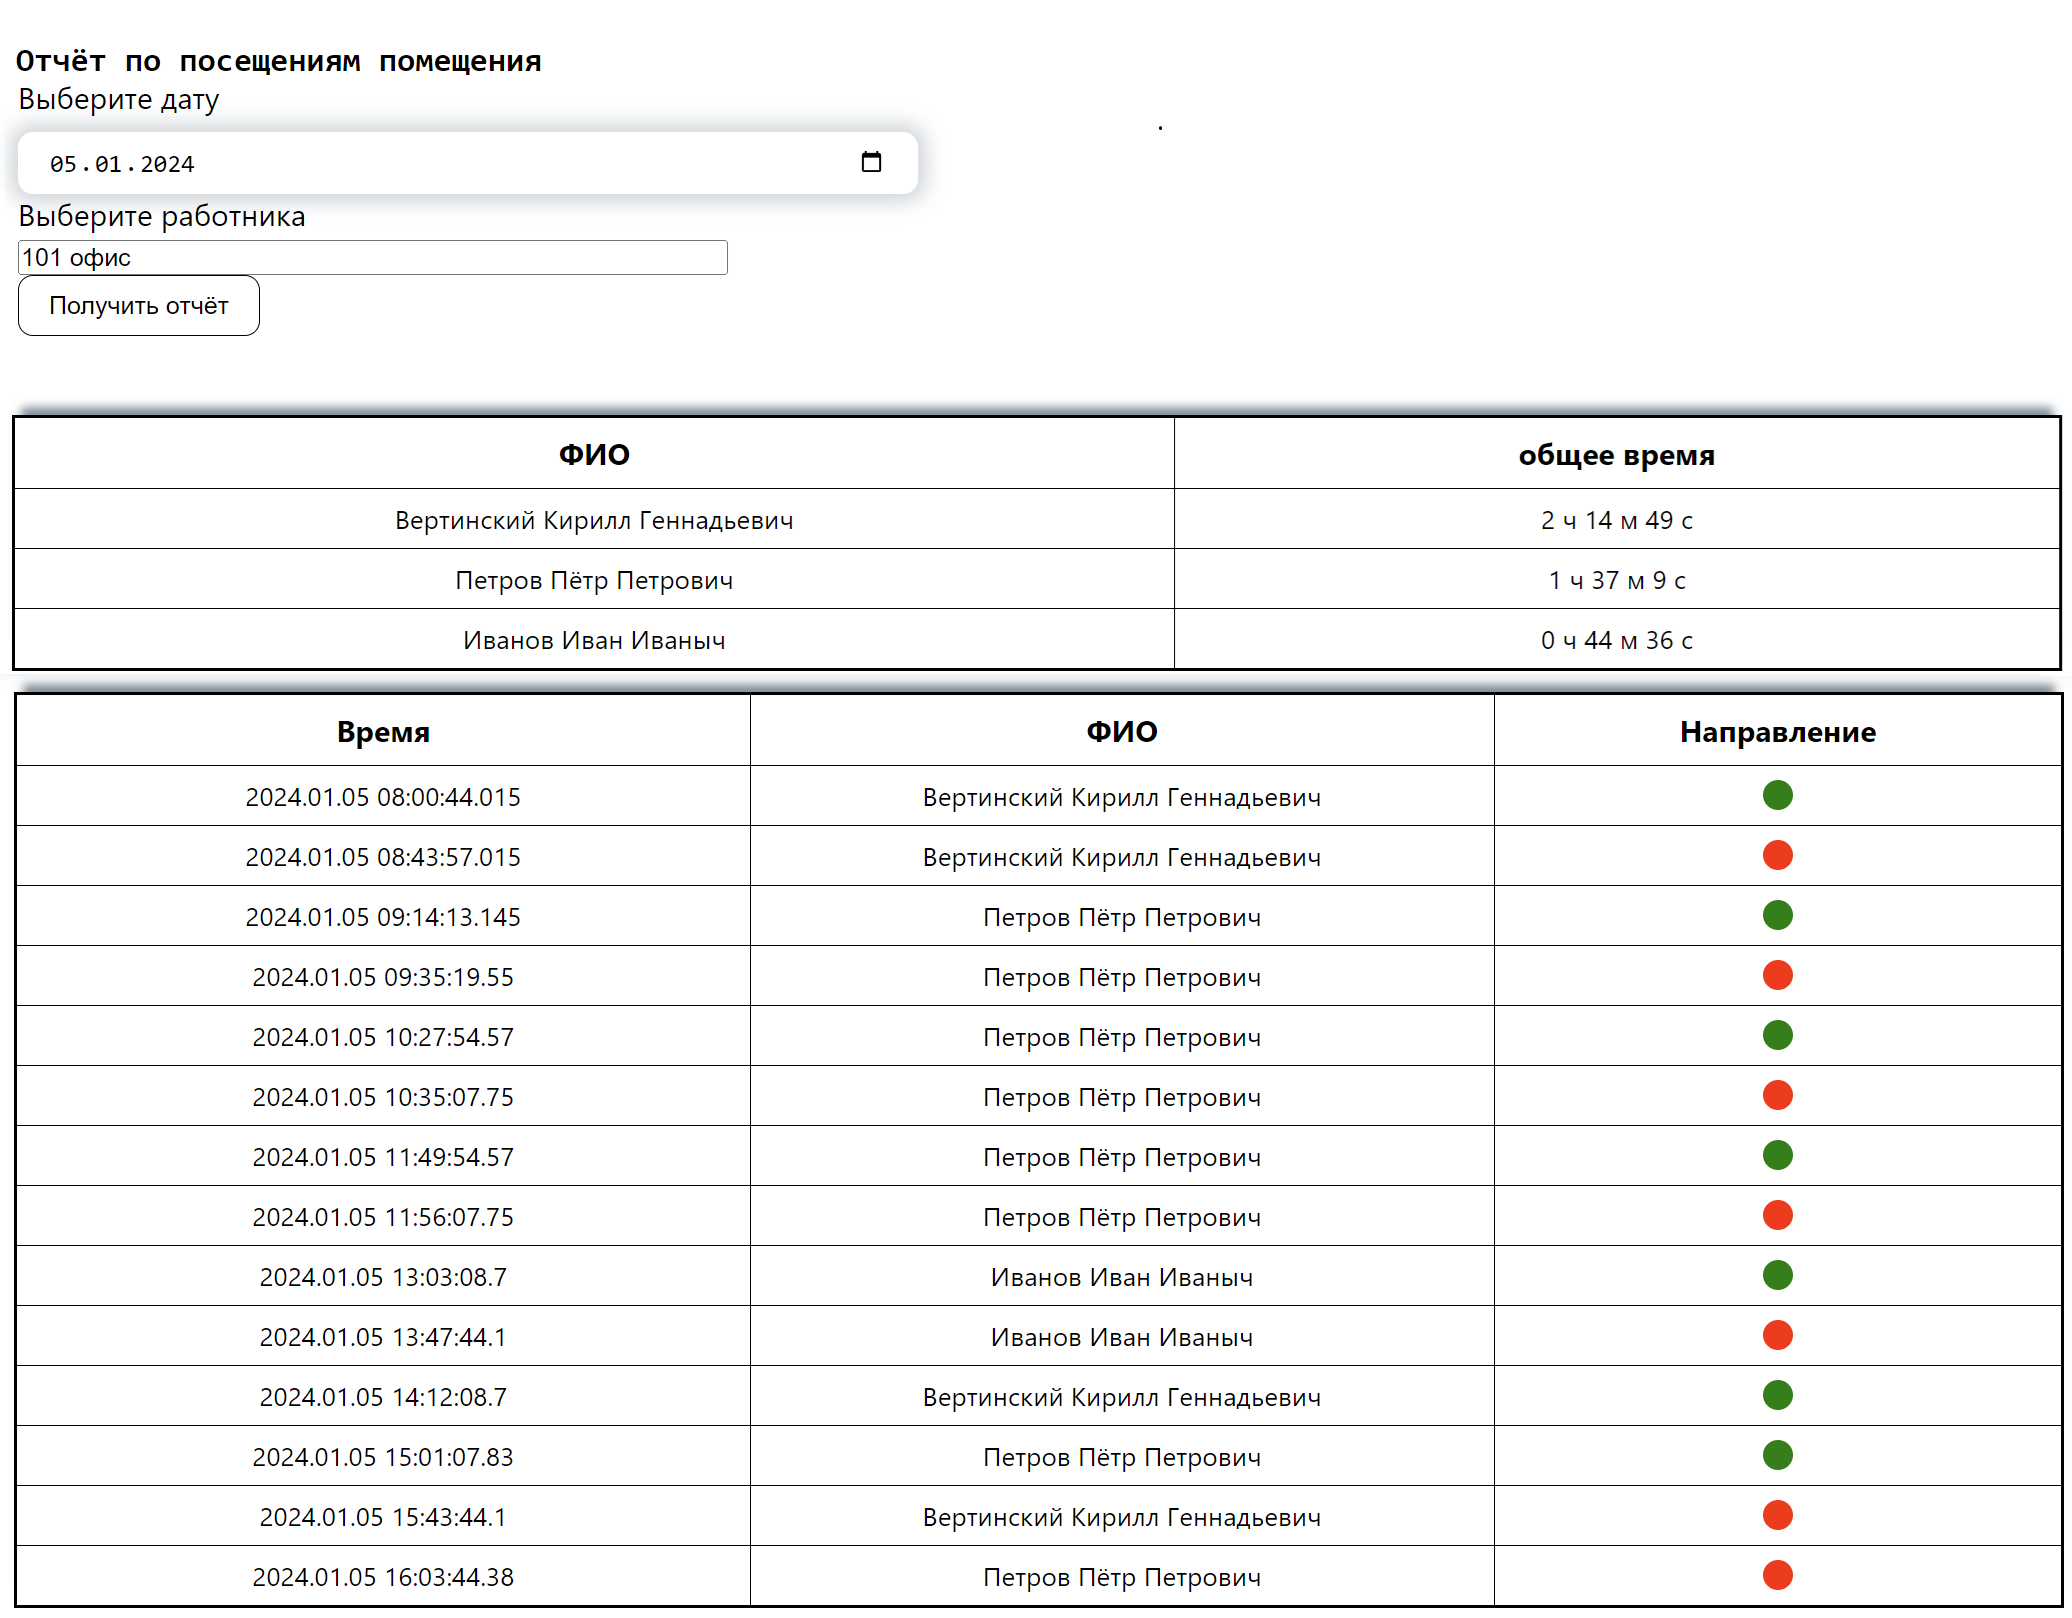 Отчёт по посещениям помещения
Выберите дату
05.01.2024
Выберите работника
101 офис
Получить отчёт
ФИО общее время
Вертинский Кирилл Геннадьевич 2 ч 14 м 49 с
Петров Пётр Петрович 1 ч 37 м 9 с
Иванов Иван Иваныч 0 ч 44 м 36 с
Время ФИО Направление
2024.01.05 08:00:44.015 Вертинский Кирилл Геннадьевич
2024.01.05 08:43:57.015 Вертинский Кирилл Геннадьевич
2024.01.05 09:14:13.145 Петров Пётр Петрович
2024.01.05 09:35:19.55 Петров Пётр Петрович
2024.01.05 10:27:54.57 Петров Пётр Петрович
2024.01.05 10:35:07.75 Петров Пётр Петрович
2024.01.05 11:49:54.57 Петров Пётр Петрович
2024.01.05 11:56:07.75 Петров Пётр Петрович
2024.01.05 13:03:08.7 Иванов Иван Иваныч
2024.01.05 13:47:44.1 Иванов Иван Иваныч
2024.01.05 14:12:08.7 Вертинский Кирилл Геннадьевич
2024.01.05 15:01:07.83 Петров Пётр Петрович
2024.01.05 15:43:44.1 Вертинский Кирилл Геннадьевич
2024.01.05 16:03:44.38 Петров Пётр Петрович